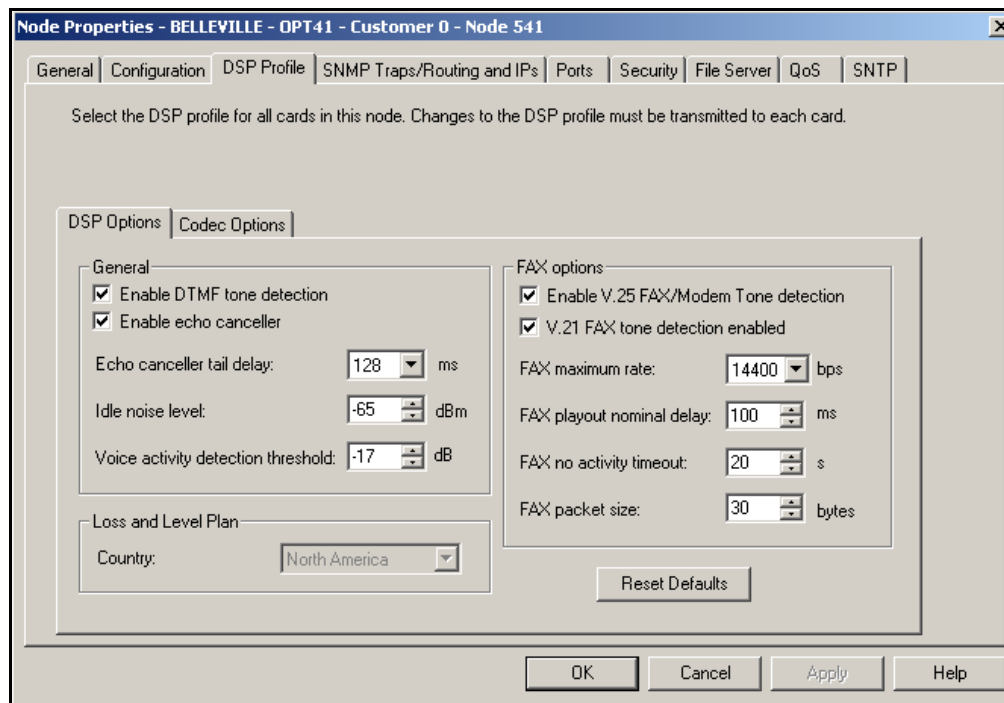 Node Properties - BELLEVILLE - OPT41 - Customer 0 - Node 541
General Configuration DSP Profile SNMP Traps/Routing and IPs Ports Security File Server QoS SNTP
Select the DSP profile for all cards in this node. Changes to the DSP profile must be transmitted to each card.
DSP Options Codec Options
General
Enable DTMF tone detection
Enable echo canceller
Echo canceller tail delay: 128 ms
Idle noise level: -65 dBm
Voice activity detection threshold: -17 dB
Loss and Level Plan
Country: North America
FAX options
Enable V.25 FAX/Modem Tone detection
V.21 FAX tone detection enabled
FAX maximum rate: 14400 bps
FAX playout nominal delay: 100 ms
FAX no activity timeout: 20 s
FAX packet size: 30 bytes
Reset Defaults
OK Cancel Apply Help